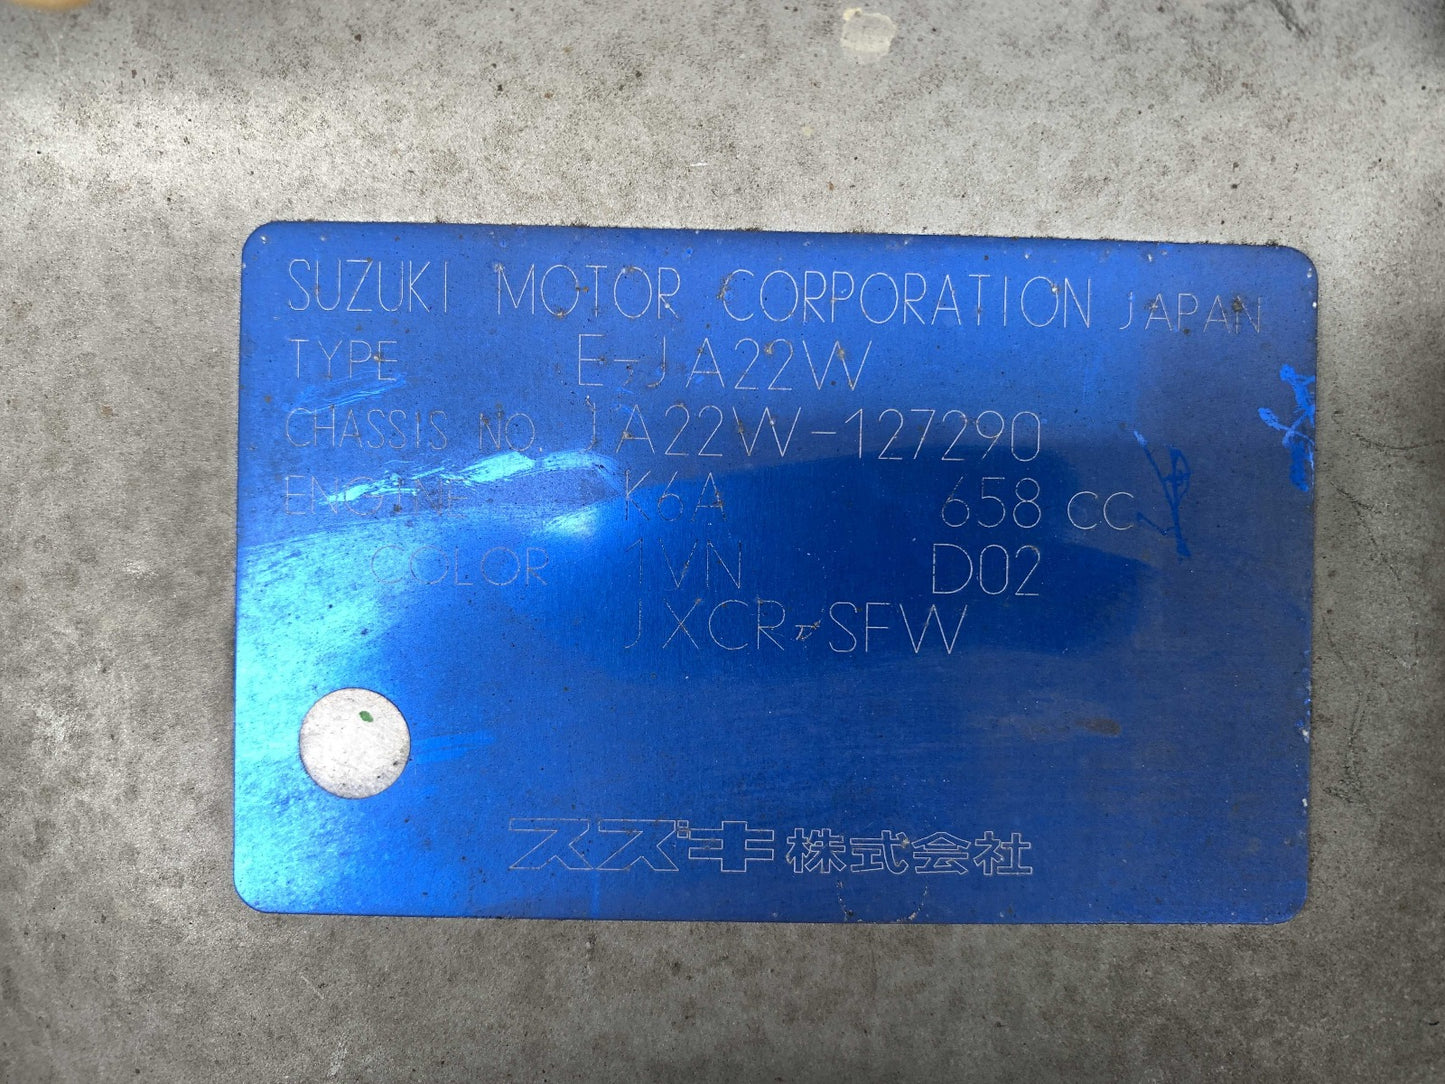 SUZUKI MOTOR CORPORATION JAPAN
TYPE E-JA22W
CHASSIS NO. JA22W-127290
ENGINE K6A 658 CC
COLOR 1VN D02
JXCR-SFW
スズキ株式会社